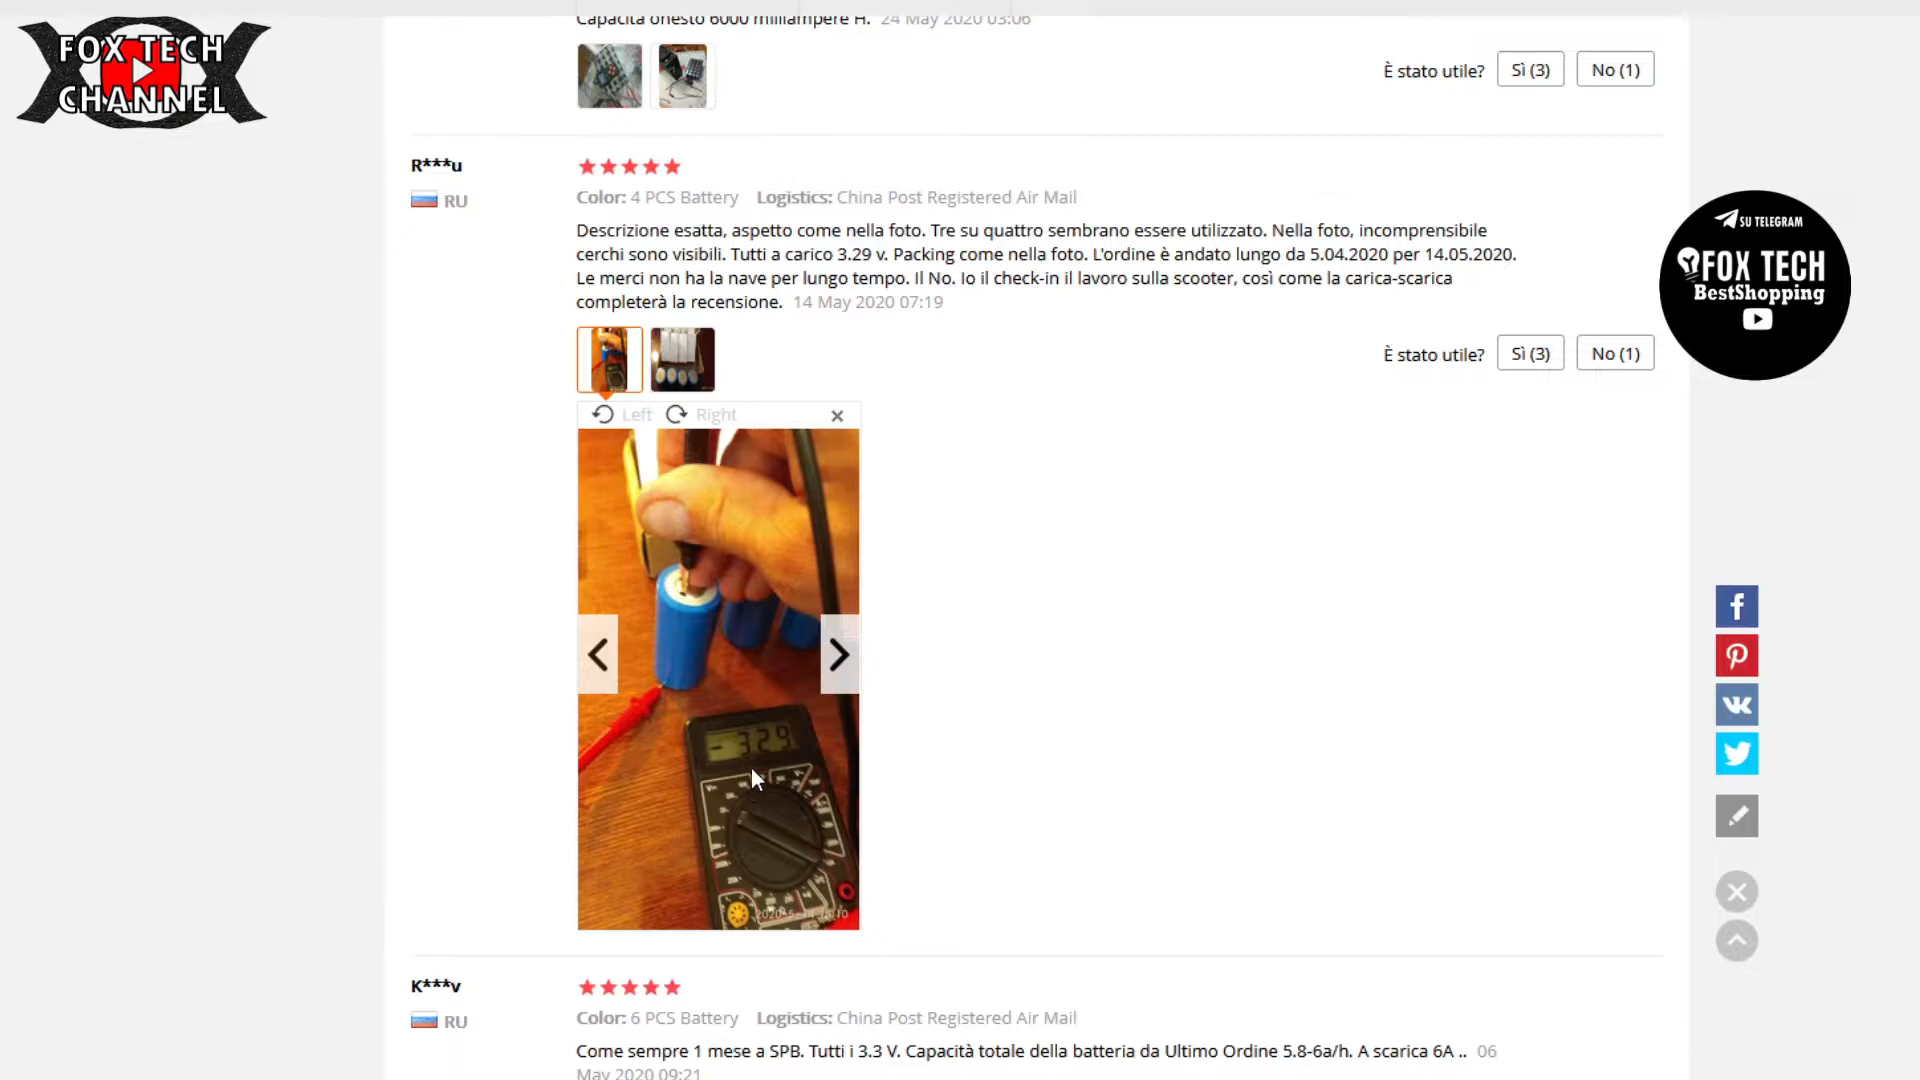 Capacità onesto 6000 milliampere H. 24 May 2020 03:06
FOX TECH
CHANNEL
È stato utile?
Sì (3)
No (1)
R***u
RU
Color: 4 PCS Battery Logistics: China Post Registered Air Mail
Descrizione esatta, aspetto come nella foto. Tre su quattro sembrano essere utilizzato. Nella foto, incomprensibile
cerchi sono visibili. Tutti a carico 3.29 v. Packing come nella foto. L'ordine è andato lungo da 5.04.2020 per 14.05.2020.
Le merci non ha la nave per lungo tempo. Il No. Io il check-in il lavoro sulla scooter, così come la carica-scarica
completerà la recensione. 14 May 2020 07:19
SU TELEGRAM
FOX TECH
BestShopping
È stato utile?
Sì (3)
No (1)
Left
Right
- 3.29
K***v
RU
Color: 6 PCS Battery Logistics: China Post Registered Air Mail
Come sempre 1 mese a SPB. Tutti i 3.3 V. Capacità totale della batteria da Ultimo Ordine 5.8-6a/h. A scarica 6A .. 06
May 2020 09:21